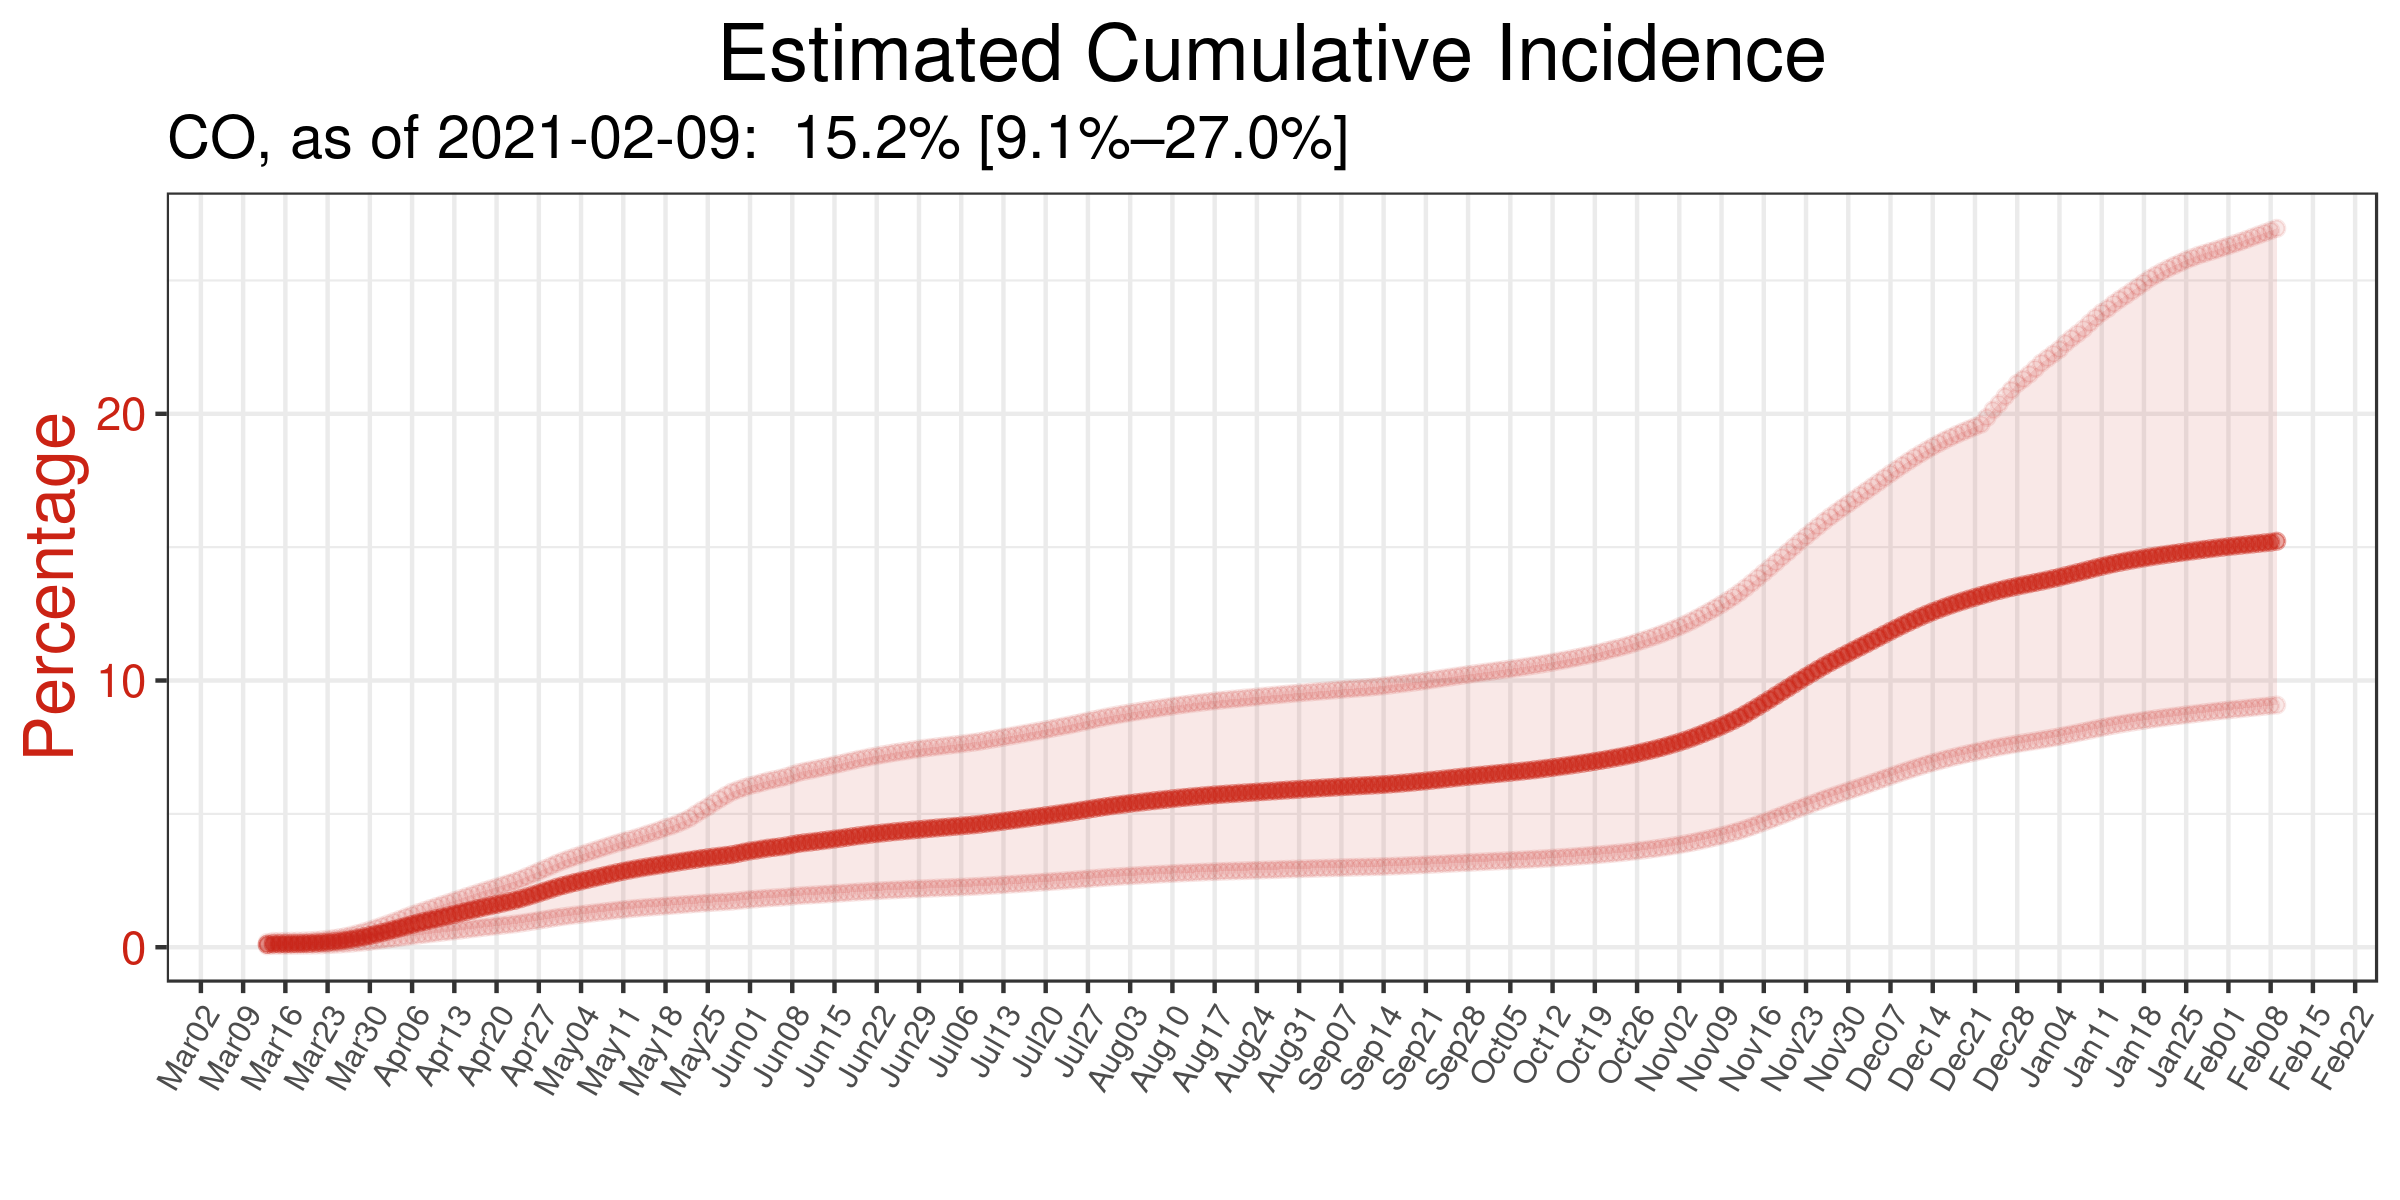 Estimated Cumulative Incidence
CO, as of 2021-02-09: 15.2% [9.1%–27.0%]
Percentage
20
10
0
Mar02
Mar09
Mar16
Mar23
Mar30
Apr06
Apr13
Apr20
Apr27
May04
May11
May18
May25
Jun01
Jun08
Jun15
Jun22
Jun29
Jul06
Jul13
Jul20
Jul27
Aug03
Aug10
Aug17
Aug24
Aug31
Sep07
Sep14
Sep21
Sep28
Oct05
Oct12
Oct19
Oct26
Nov02
Nov09
Nov16
Nov23
Nov30
Dec07
Dec14
Dec21
Dec28
Jan04
Jan11
Jan18
Jan25
Feb01
Feb08
Feb15
Feb22